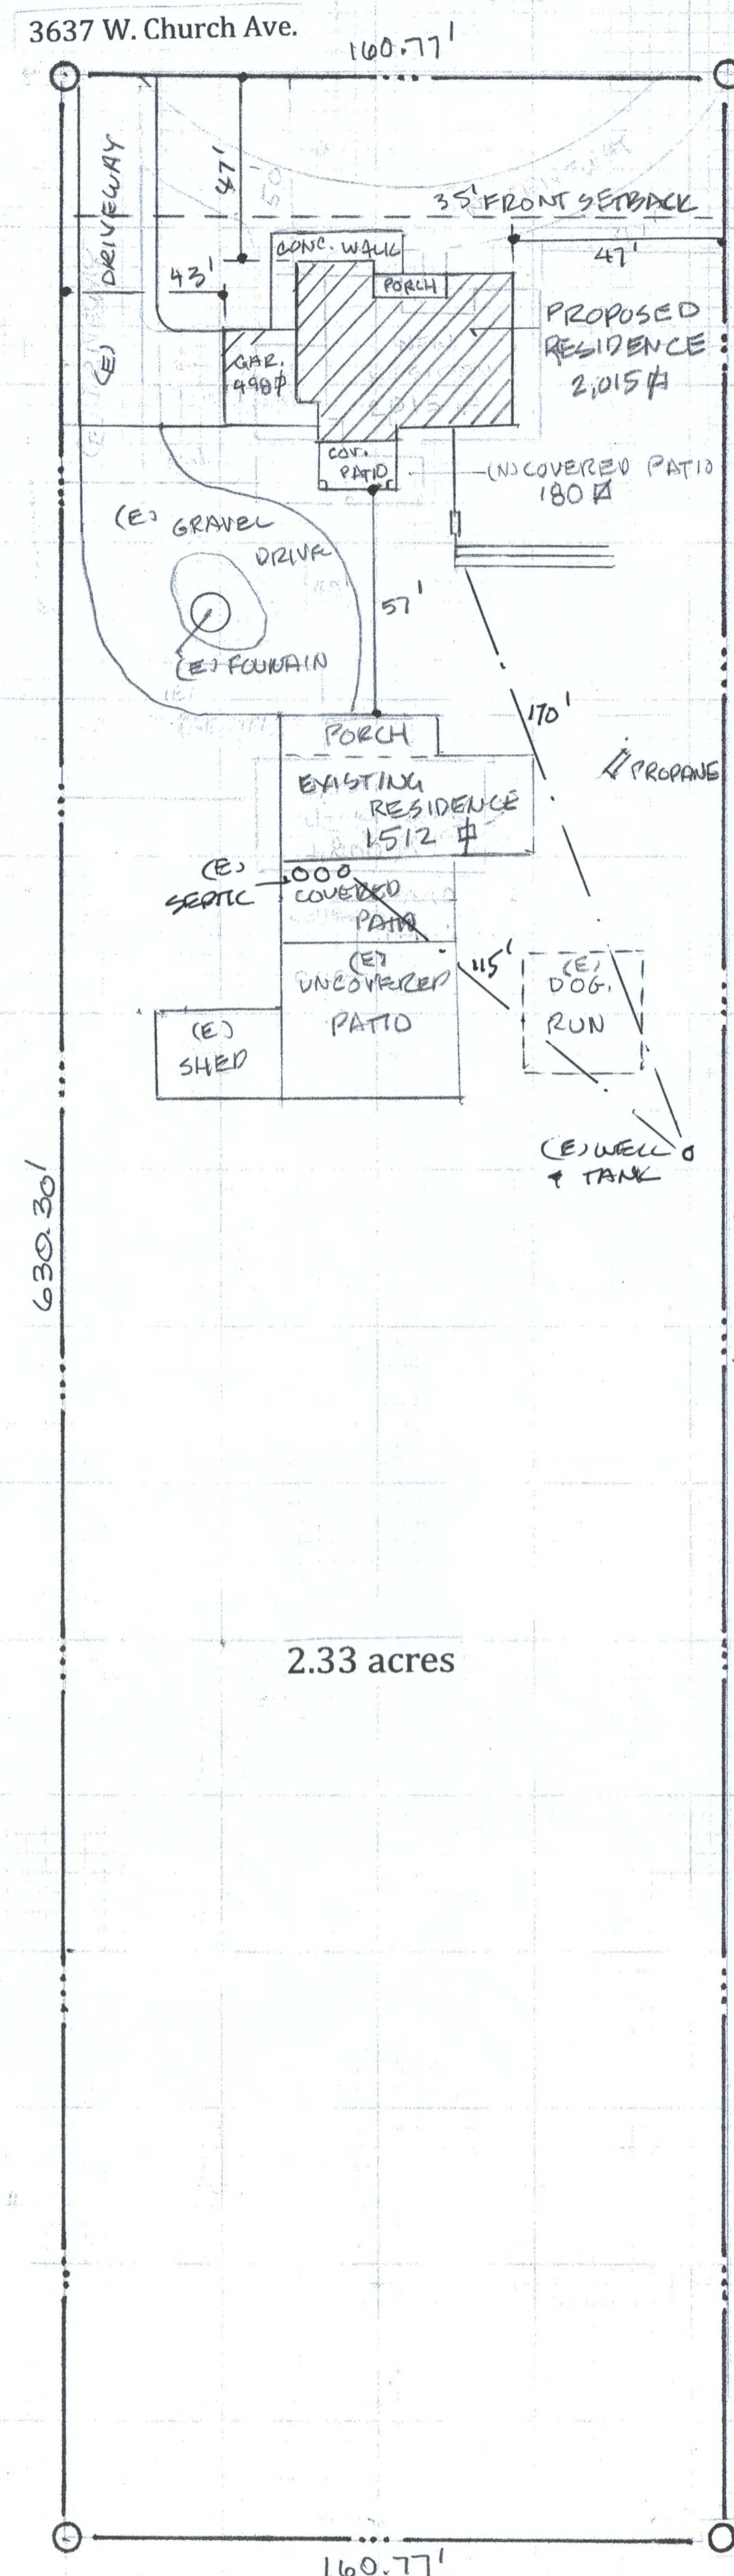 3637 W. Church Ave.
160.77'
DRIVEWAY
(E)
47'
50'
35' FRONT SETBACK
47'
CONC. WALK
PORCH
43'
GAR.
498⌀
PROPOSED
RESIDENCE
2,015 ⌀
COV.
PATIO
(N) COVERED PATIO
180 ⌀
(E) GRAVEL
DRIVE
57'
(E) FOUNTAIN
(E)
170'
PORCH
PROPANE
EXISTING
RESIDENCE
1512 ⌀
(E)
SEPTIC
COVERED
PATIO
115'
(E)
UNCOVERED
PATIO
(E)
DOG.
RUN
(E)
SHED
(E) WELL
& TANK
630.30'
2.33 acres
160.77'